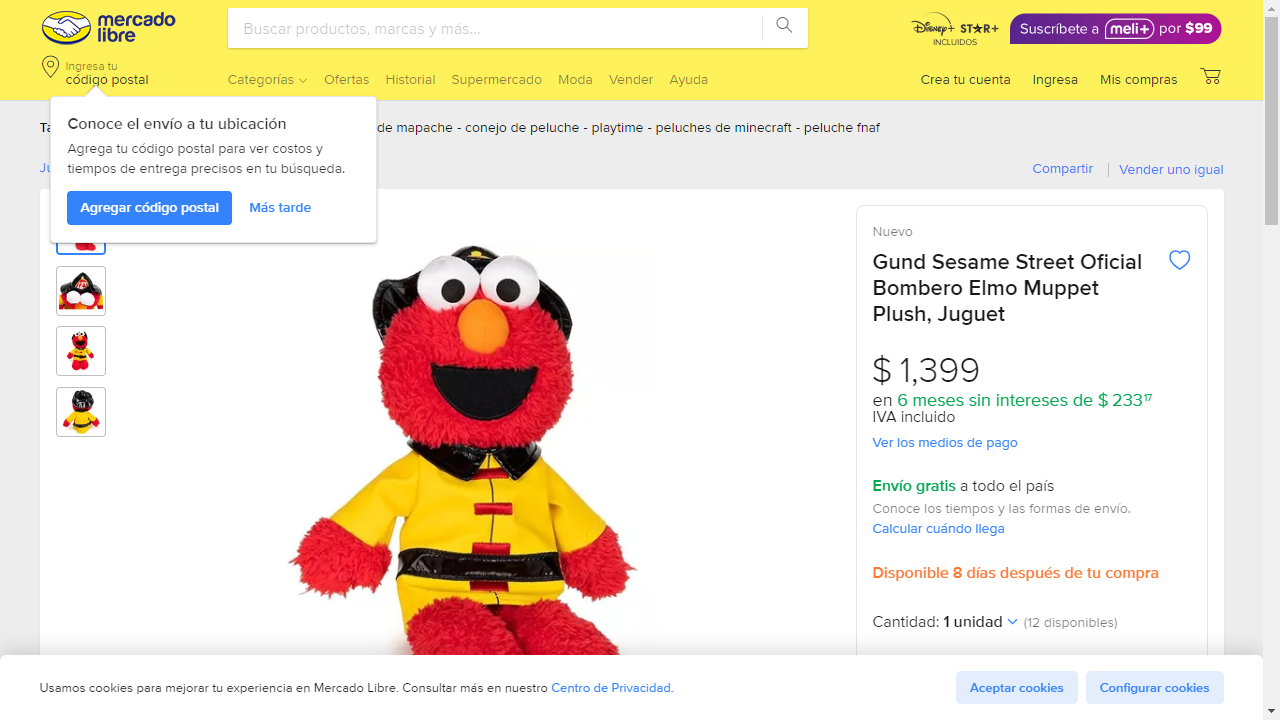 mercado
libre
Buscar productos, marcas y más...
Disney+ STAR+
INCLUIDOS
Suscríbete a meli+ por $99
Ingresa tu
código postal
Categorías
Ofertas
Historial
Supermercado
Moda
Vender
Ayuda
Crea tu cuenta
Ingresa
Mis compras
Conoce el envío a tu ubicación
Agrega tu código postal para ver costos y
tiempos de entrega precisos en tu búsqueda.
Agregar código postal
Más tarde
de mapache - conejo de peluche - playtime - peluches de minecraft - peluche fnaf
Compartir
Vender uno igual
Nuevo
Gund Sesame Street Oficial
Bombero Elmo Muppet
Plush, Juguet
$ 1,399
en 6 meses sin intereses de $ 233 17
IVA incluido
Ver los medios de pago
Envío gratis a todo el país
Conoce los tiempos y las formas de envío.
Calcular cuándo llega
Disponible 8 días después de tu compra
Cantidad: 1 unidad (12 disponibles)
Usamos cookies para mejorar tu experiencia en Mercado Libre. Consultar más en nuestro Centro de Privacidad.
Aceptar cookies
Configurar cookies